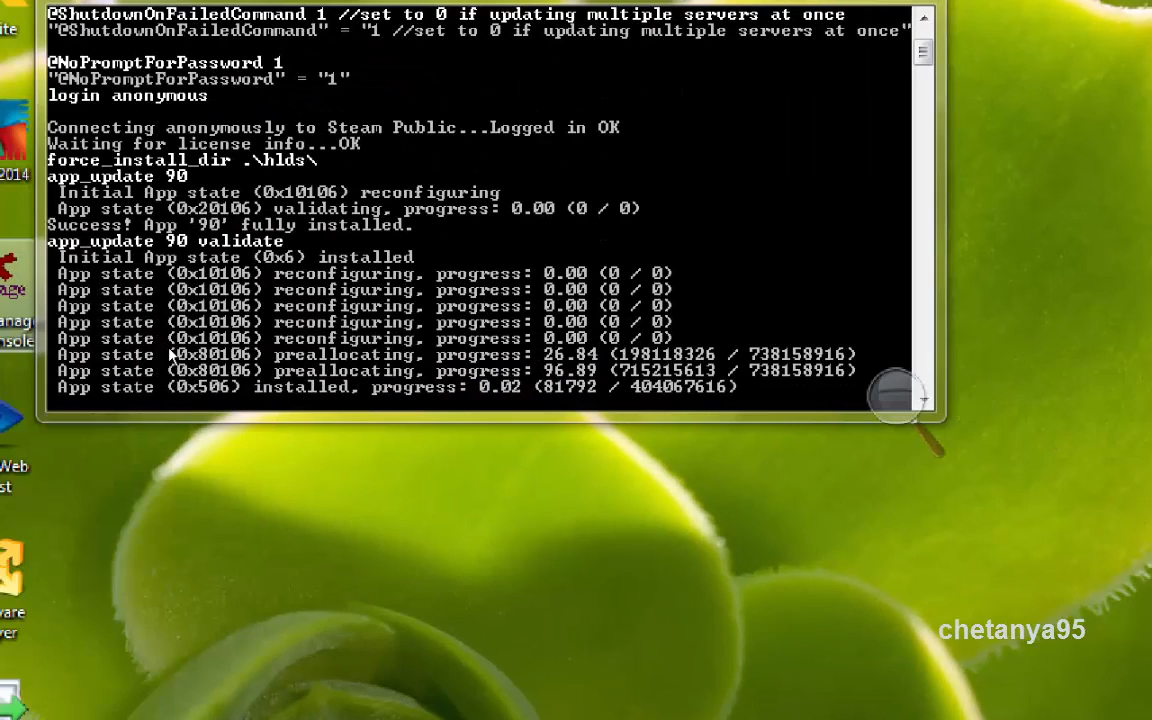 @ShutdownOnFailedCommand 1 //set to 0 if updating multiple servers at once
"@ShutdownOnFailedCommand" = "1 //set to 0 if updating multiple servers at once"
@NoPromptForPassword 1
"@NoPromptForPassword" = "1"
login anonymous
Connecting anonymously to Steam Public...Logged in OK
Waiting for license info...OK
force_install_dir .\hlds\
app_update 90
Initial App state (0x10106) reconfiguring
App state (0x20106) validating, progress: 0.00 (0 / 0)
Success! App '90' fully installed.
app_update 90 validate
Initial App state (0x6) installed
App state (0x10106) reconfiguring, progress: 0.00 (0 / 0)
App state (0x10106) reconfiguring, progress: 0.00 (0 / 0)
App state (0x10106) reconfiguring, progress: 0.00 (0 / 0)
App state (0x10106) reconfiguring, progress: 0.00 (0 / 0)
App state (0x10106) reconfiguring, progress: 0.00 (0 / 0)
App state (0x80106) preallocating, progress: 26.84 (198118326 / 738158916)
App state (0x80106) preallocating, progress: 96.89 (715215613 / 738158916)
App state (0x506) installed, progress: 0.02 (81792 / 404067616)
2014
Web
chetanya95